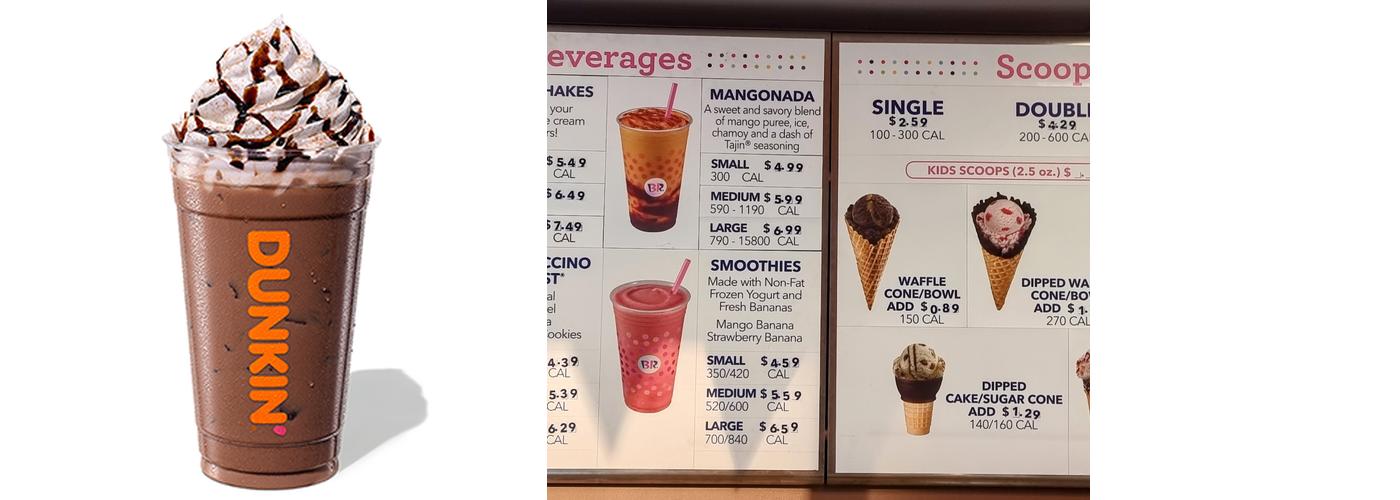 DUNKIN'
everages
HAKES
your
e cream
rs!
$5.49
CAL
$6.49
$7.49
CAL
CCINO
ST®
al
el
a
ookies
4.39
CAL
5.39
CAL
6.29
CAL
BR
BR
MANGONADA
A sweet and savory blend
of mango puree, ice,
chamoy and a dash of
Tajin® seasoning
SMALL $4.99
300 CAL
MEDIUM $5.99
590 - 1190 CAL
LARGE $6.99
790 - 15800 CAL
SMOOTHIES
Made with Non-Fat
Frozen Yogurt and
Fresh Bananas
Mango Banana
Strawberry Banana
SMALL $4.59
350/420 CAL
MEDIUM $5.59
520/600 CAL
LARGE $6.59
700/840 CAL
Scoop
SINGLE
$2.59
100 - 300 CAL
DOUBL
$4.29
200 - 600 CA
KIDS SCOOPS (2.5 oz.) $
WAFFLE
CONE/BOWL
ADD $0.89
150 CAL
DIPPED WA
CONE/BOW
ADD $1.
270 CAL
DIPPED
CAKE/SUGAR CONE
ADD $1.29
140/160 CAL